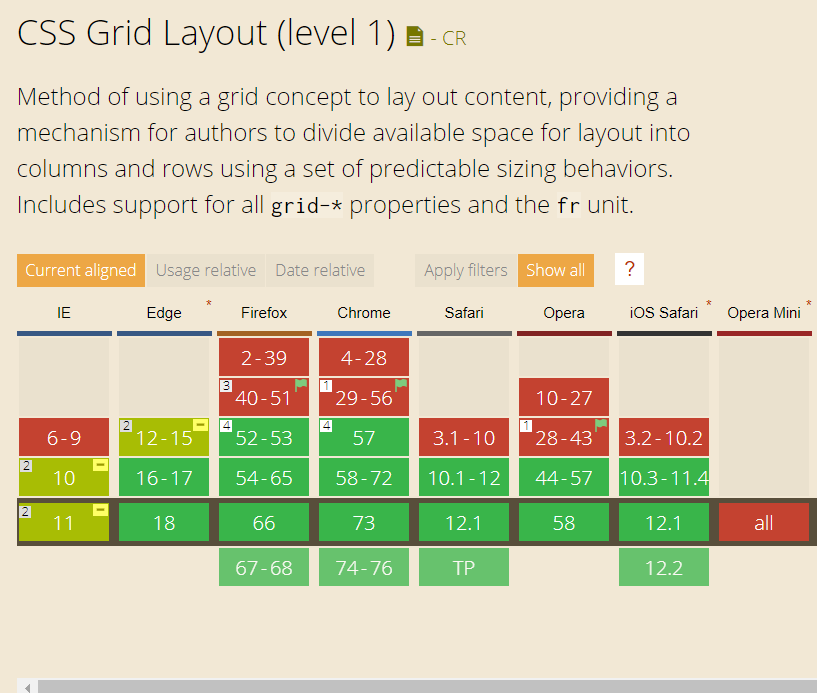 CSS Grid Layout (level 1) - CR
Method of using a grid concept to lay out content, providing a
mechanism for authors to divide available space for layout into
columns and rows using a set of predictable sizing behaviors.
Includes support for all grid-* properties and the fr unit.
Current aligned Usage relative Date relative Apply filters Show all ?
IE Edge * Firefox Chrome Safari Opera iOS Safari * Opera Mini *
2-39 4-28
3 40-51 1 29-56 10-27
6-9 2 12-15 4 52-53 4 57 3.1-10 1 28-43 3.2-10.2
2 10 16-17 54-65 58-72 10.1-12 44-57 10.3-11.4
2 11 18 66 73 12.1 58 12.1 all
67-68 74-76 TP 12.2